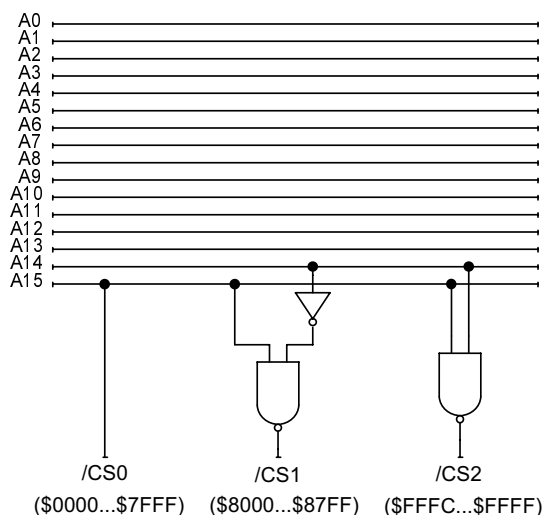 A0
A1
A2
A3
A4
A5
A6
A7
A8
A9
A10
A11
A12
A13
A14
A15
/CS0 /CS1 /CS2
($0000...$7FFF) ($8000...$87FF) ($FFFC...$FFFF)